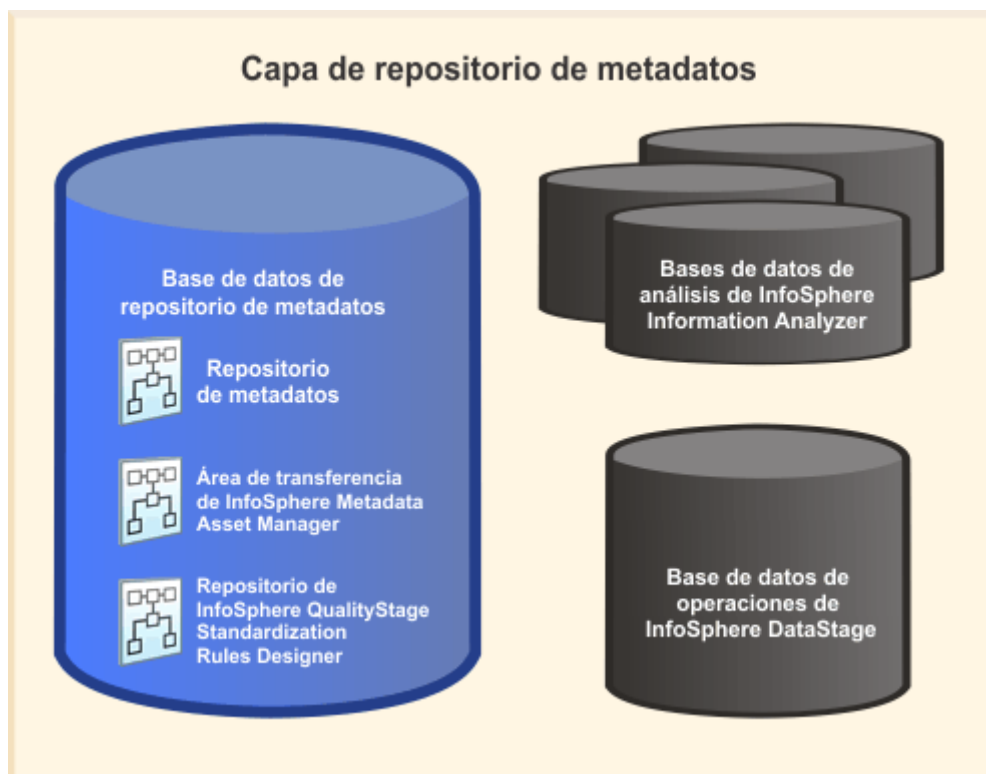 Capa de repositorio de metadatos
Base de datos de
repositorio de metadatos
Repositorio
de metadatos
Área de transferencia
de InfoSphere Metadata
Asset Manager
Repositorio de
InfoSphere QualityStage
Standardization
Rules Designer
Bases de datos de
análisis de InfoSphere
Information Analyzer
Base de datos de
operaciones de
InfoSphere DataStage